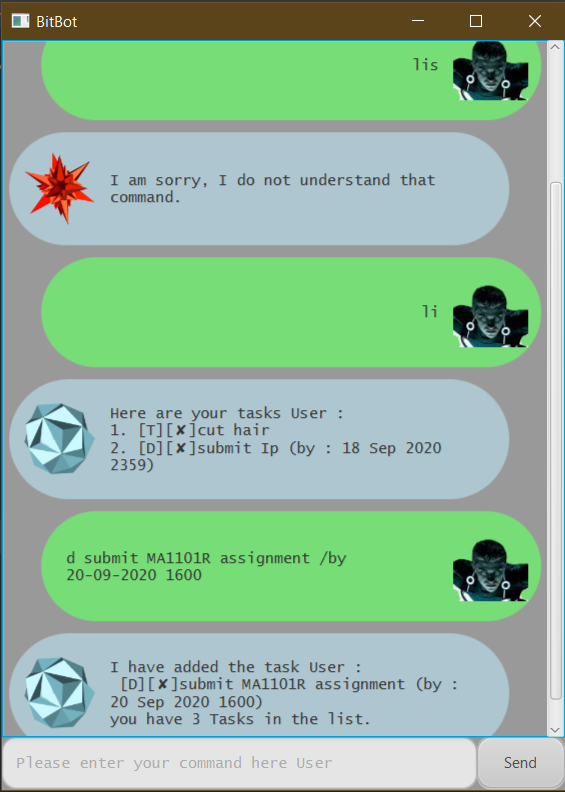 BitBot
lis
I am sorry, I do not understand that
command.
li
Here are your tasks User :
1. [T][✘]cut hair
2. [D][✘]submit Ip (by : 18 Sep 2020
2359)
d submit MA1101R assignment /by
20-09-2020 1600
I have added the task User :
[D][✘]submit MA1101R assignment (by :
20 Sep 2020 1600)
you have 3 Tasks in the list.
Please enter your command here User
Send